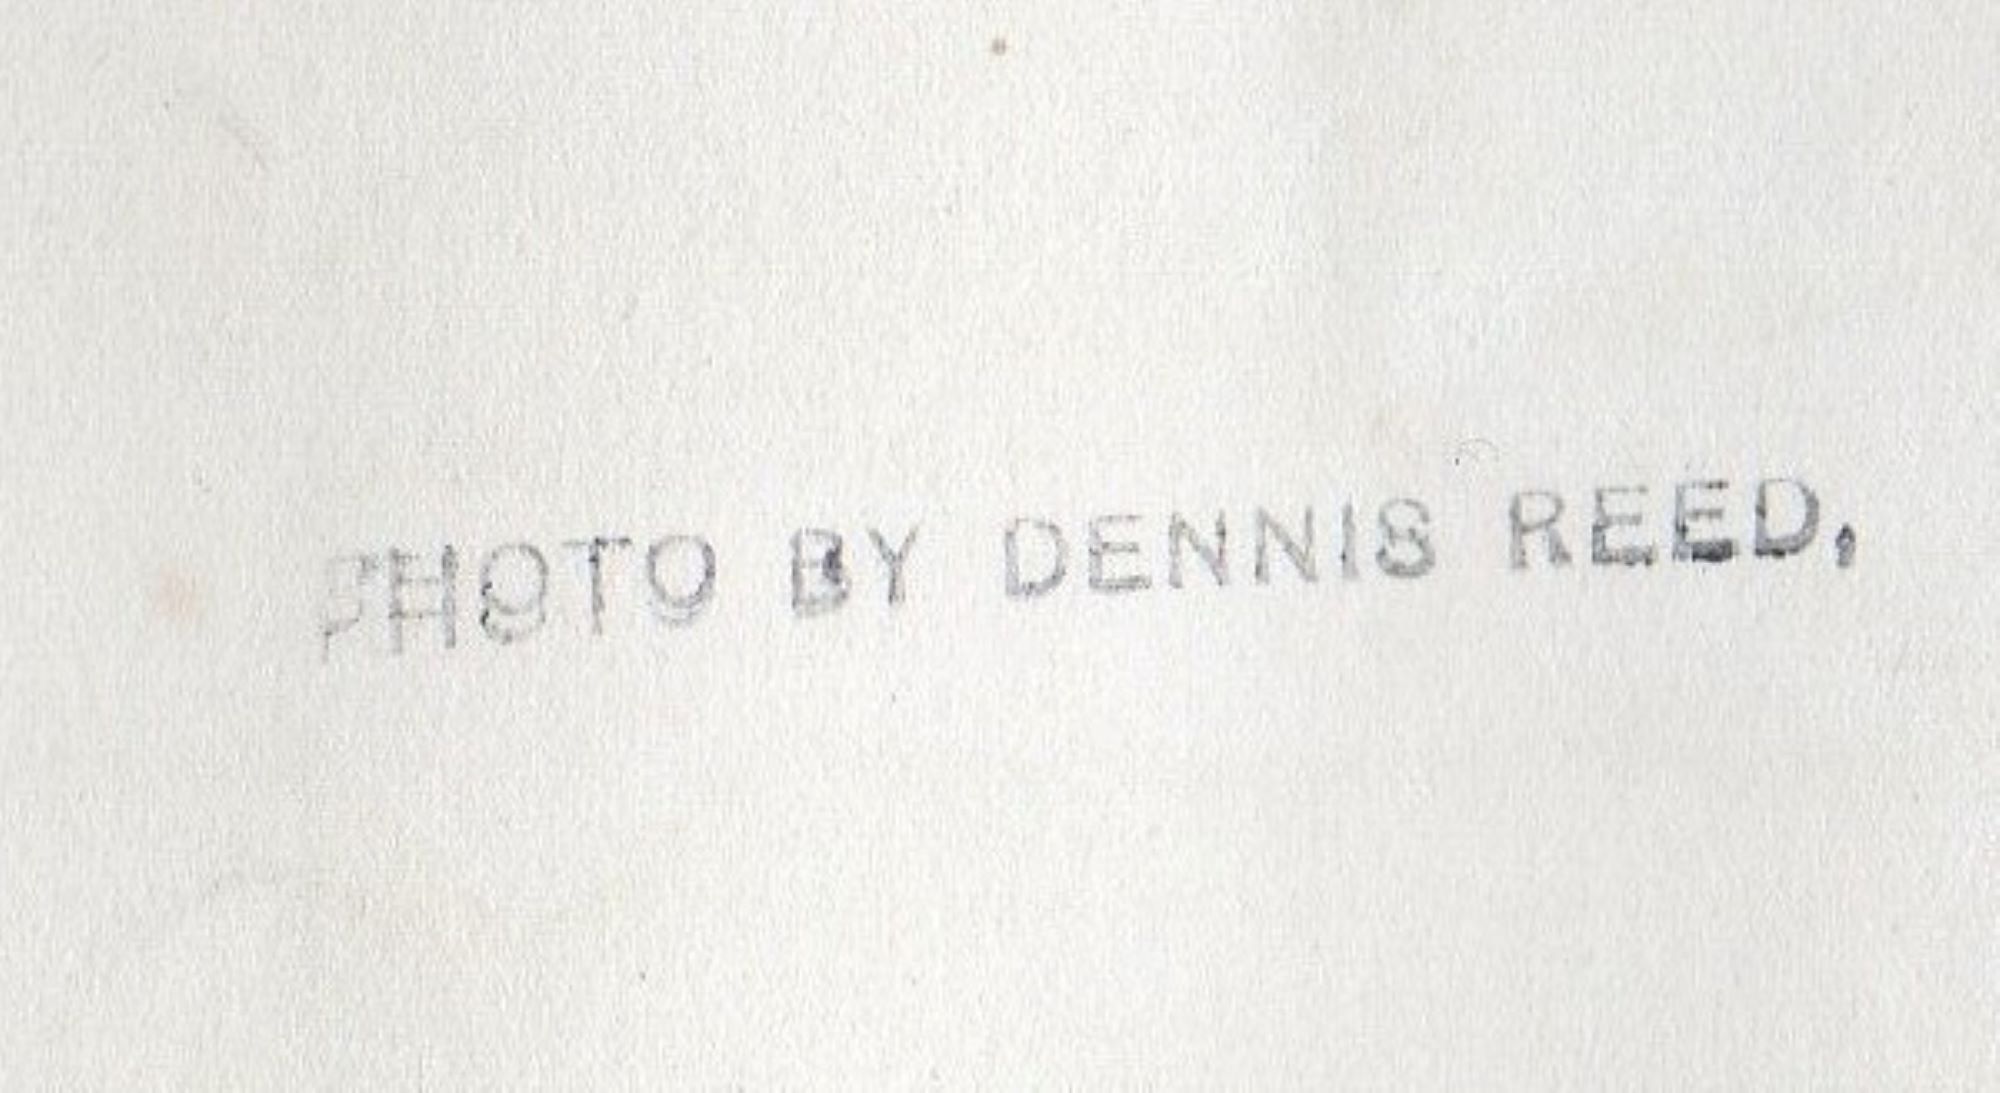 PHOTO BY DENNIS REED,